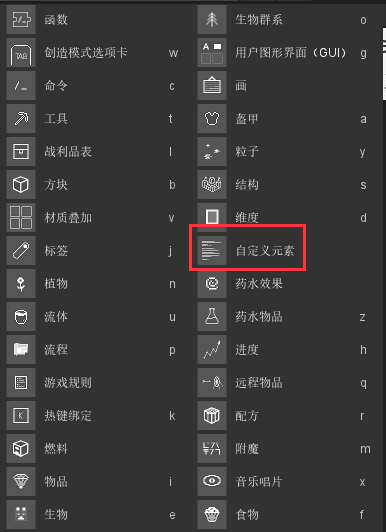 函数
生物群系 o
创造模式选项卡 w
用户图形界面（GUI） g
命令 c
画
工具 t
盔甲 a
战利品表 l
粒子 y
方块 b
结构 s
材质叠加 v
维度 d
标签 j
自定义元素
植物 n
药水效果
流体 u
药水物品 z
流程 p
进度 h
游戏规则
远程物品 q
热键绑定 k
配方 r
燃料
附魔 m
物品 i
音乐唱片 x
生物 e
食物 f
TAB
A
K